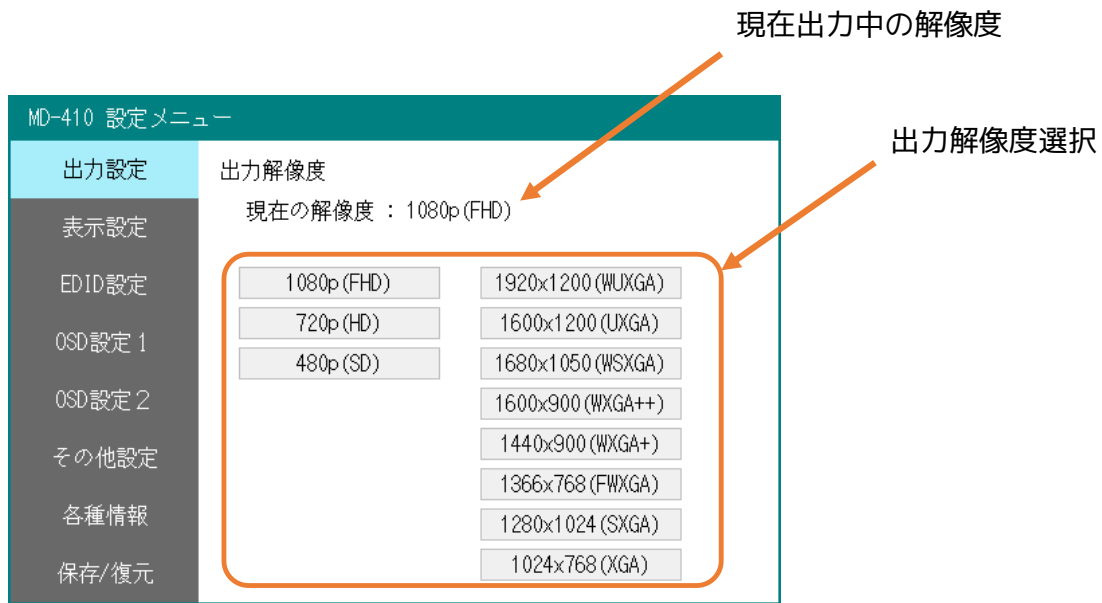 現在出力中の解像度
MD-410 設定メニュー
出力解像度選択
出力設定
出力解像度
現在の解像度 : 1080p(FHD)
表示設定
EDID設定
OSD設定1
OSD設定2
その他設定
各種情報
保存/復元
1080p(FHD)
720p(HD)
480p(SD)
1920x1200(WUXGA)
1600x1200(UXGA)
1680x1050(WSXGA)
1600x900(WXGA++)
1440x900(WXGA+)
1366x768(FWXGA)
1280x1024(SXGA)
1024x768(XGA)